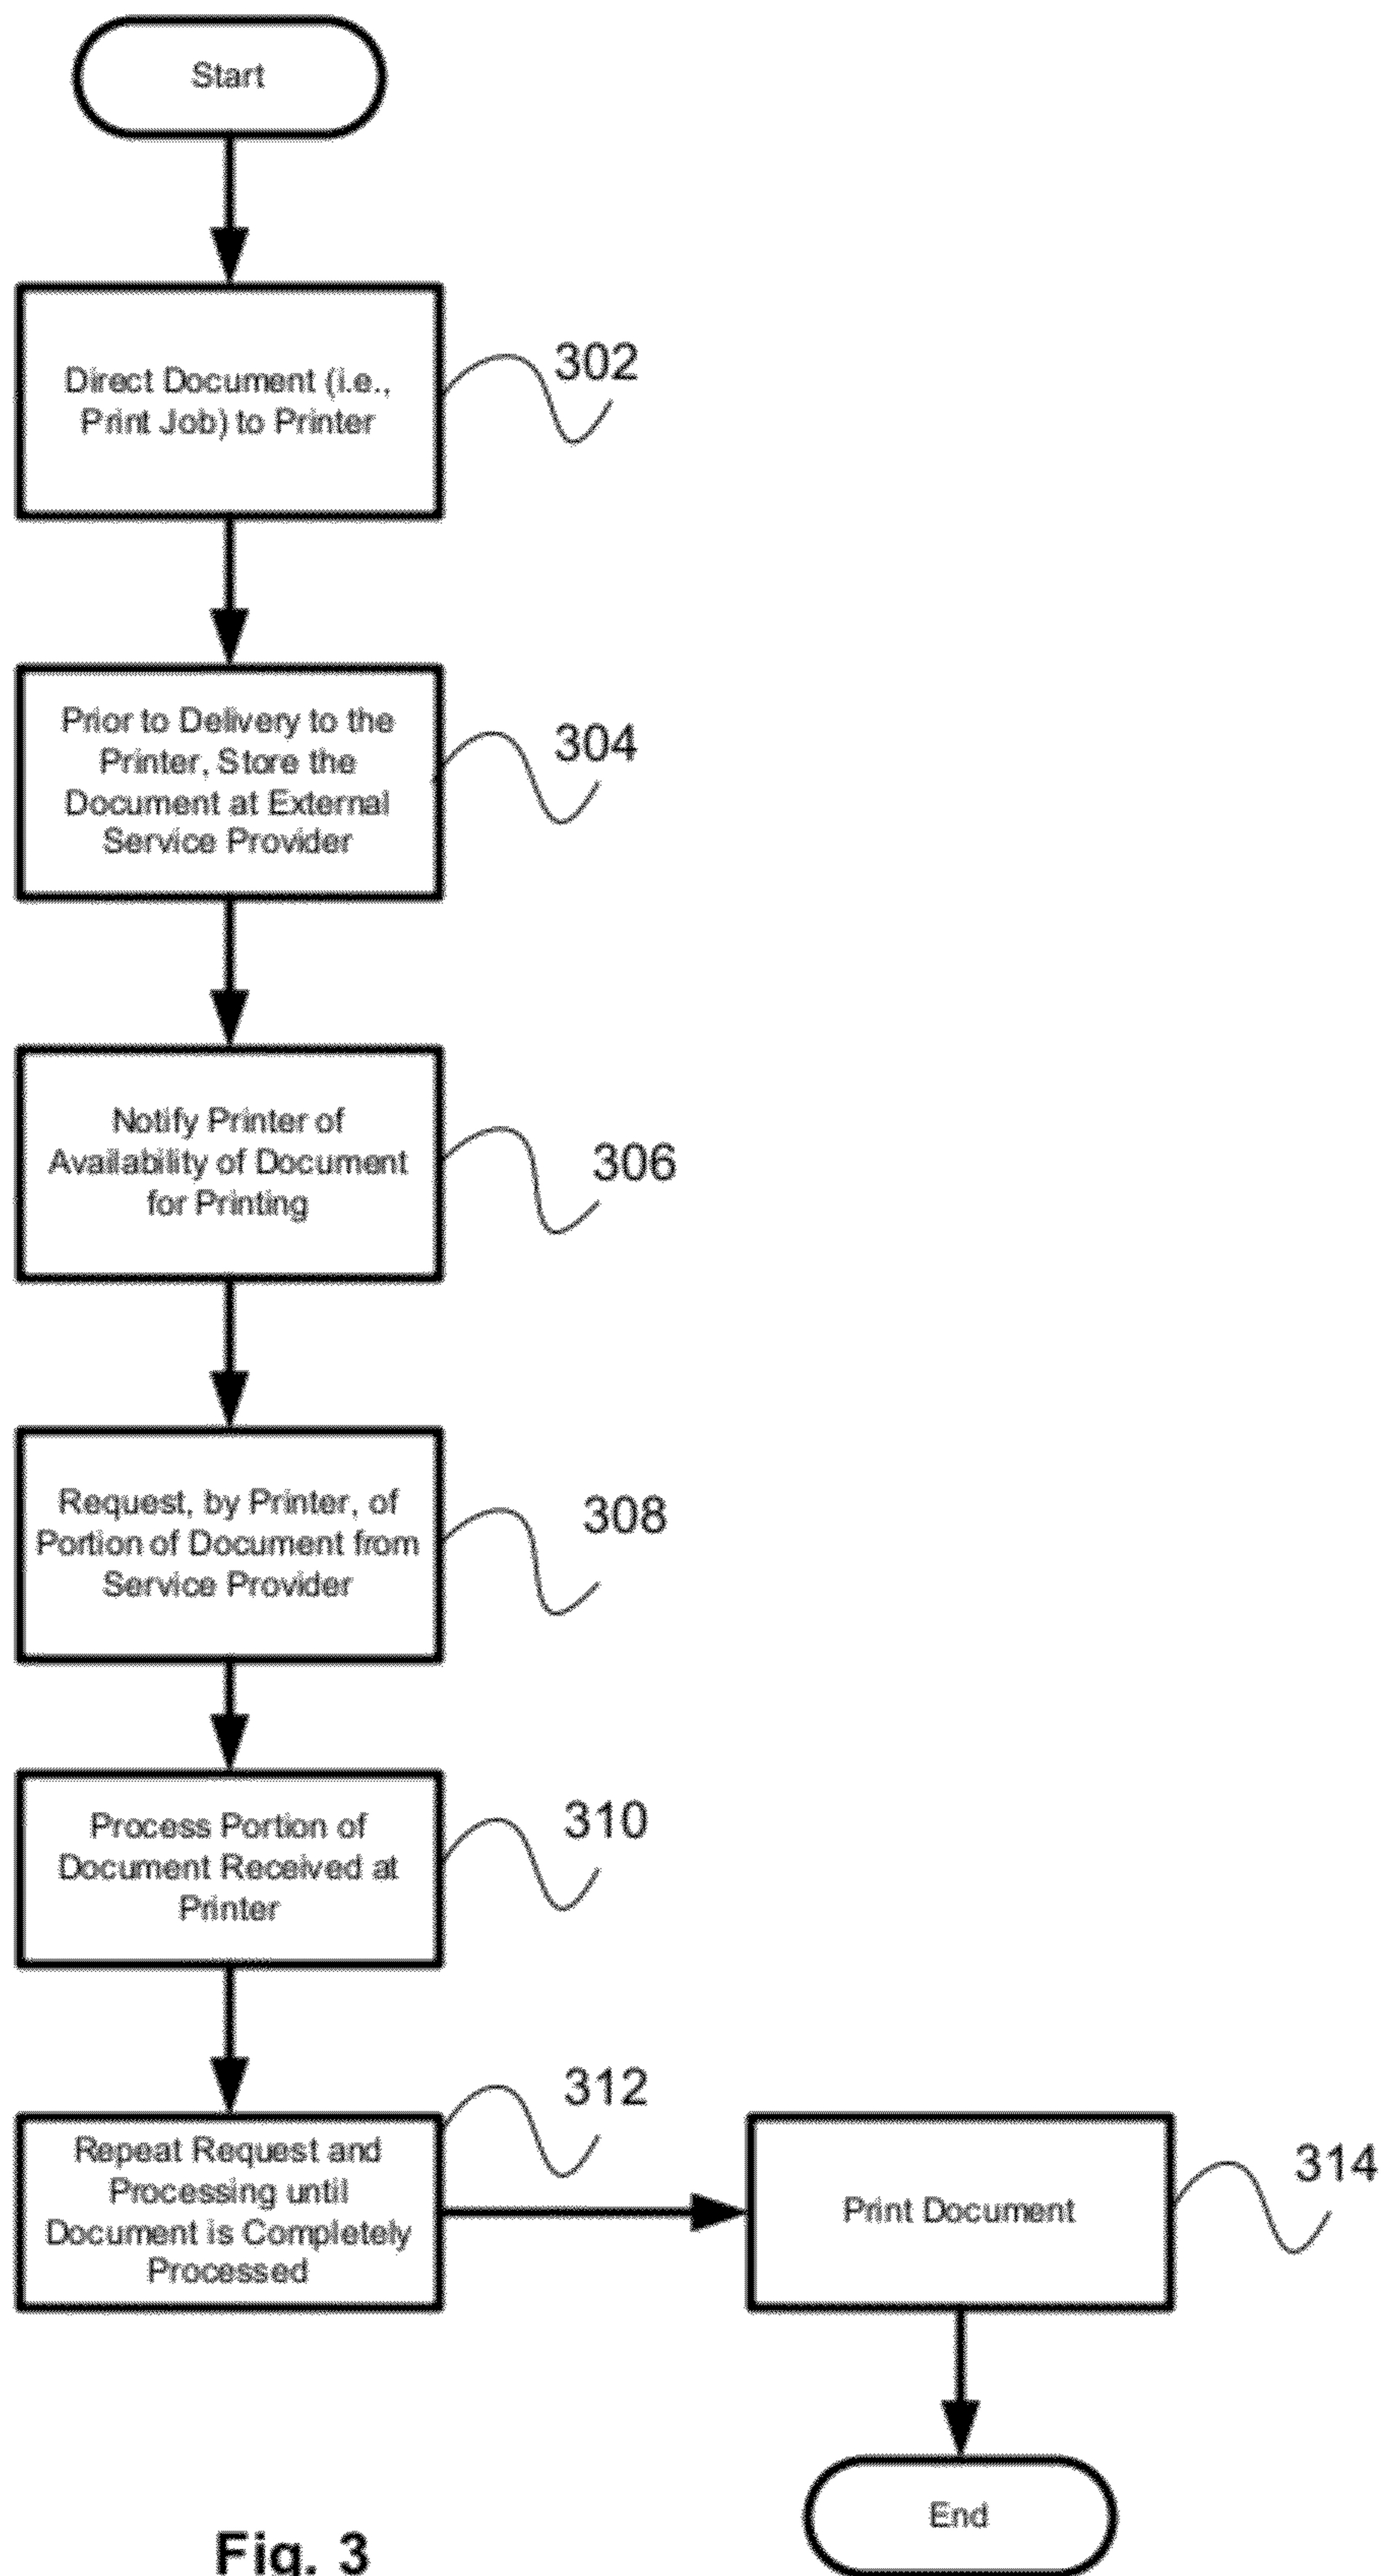 Start
Direct Document (i.e.,
Print Job) to Printer
302
Prior to Delivery to the
Printer, Store the
Document at External
Service Provider
304
Notify Printer of
Availability of Document
for Printing
306
Request, by Printer, of
Portion of Document from
Service Provider
308
Process Portion of
Document Received at
Printer
310
Repeat Request and
Processing until
Document is Completely
Processed
312
Print Document
314
End
Fig. 3